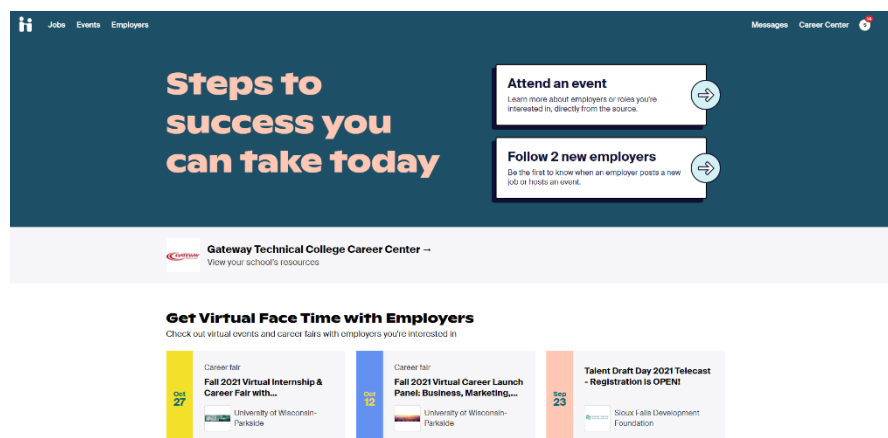 Jobs Events Employers
Messages Career Center
Steps to
success you
can take today
Attend an event
Learn more about employers or roles you're
interested in, directly from the source.
Follow 2 new employers
Be the first to know when an employer posts a new
job or hosts an event.
GATEWAY
Gateway Technical College Career Center →
View your school's resources
Get Virtual Face Time with Employers
Check out virtual events and career fairs with employers you're interested in
Oct
27
Career fair
Fall 2021 Virtual Internship &
Career Fair with...
University of Wisconsin-
Parkside
Oct
12
Career fair
Fall 2021 Virtual Career Launch
Panel: Business, Marketing,...
University of Wisconsin-
Parkside
Sep
23
Talent Draft Day 2021 Telecast
- Registration is OPEN!
Sioux Falls Development
Foundation